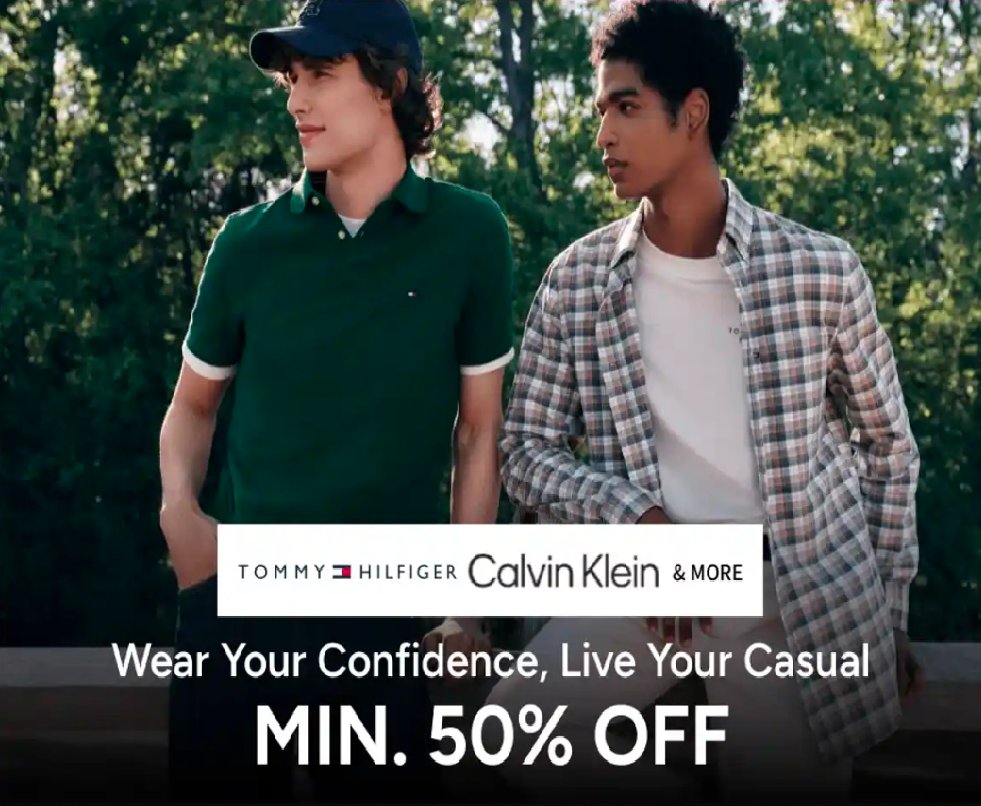 TOMMY HILFIGER Calvin Klein & MORE
Wear Your Confidence, Live Your Casual
MIN. 50% OFF